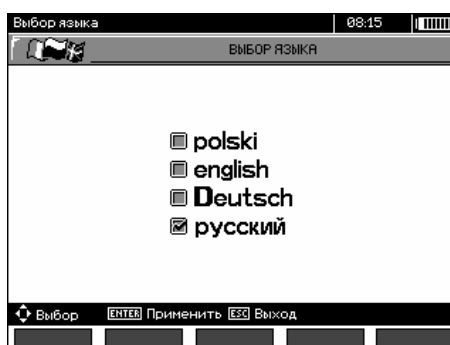 Выбор языка 08:15
ВЫБОР ЯЗЫКА
polski
english
Deutsch
русский
Выбор ENTER Применить ESC Выход